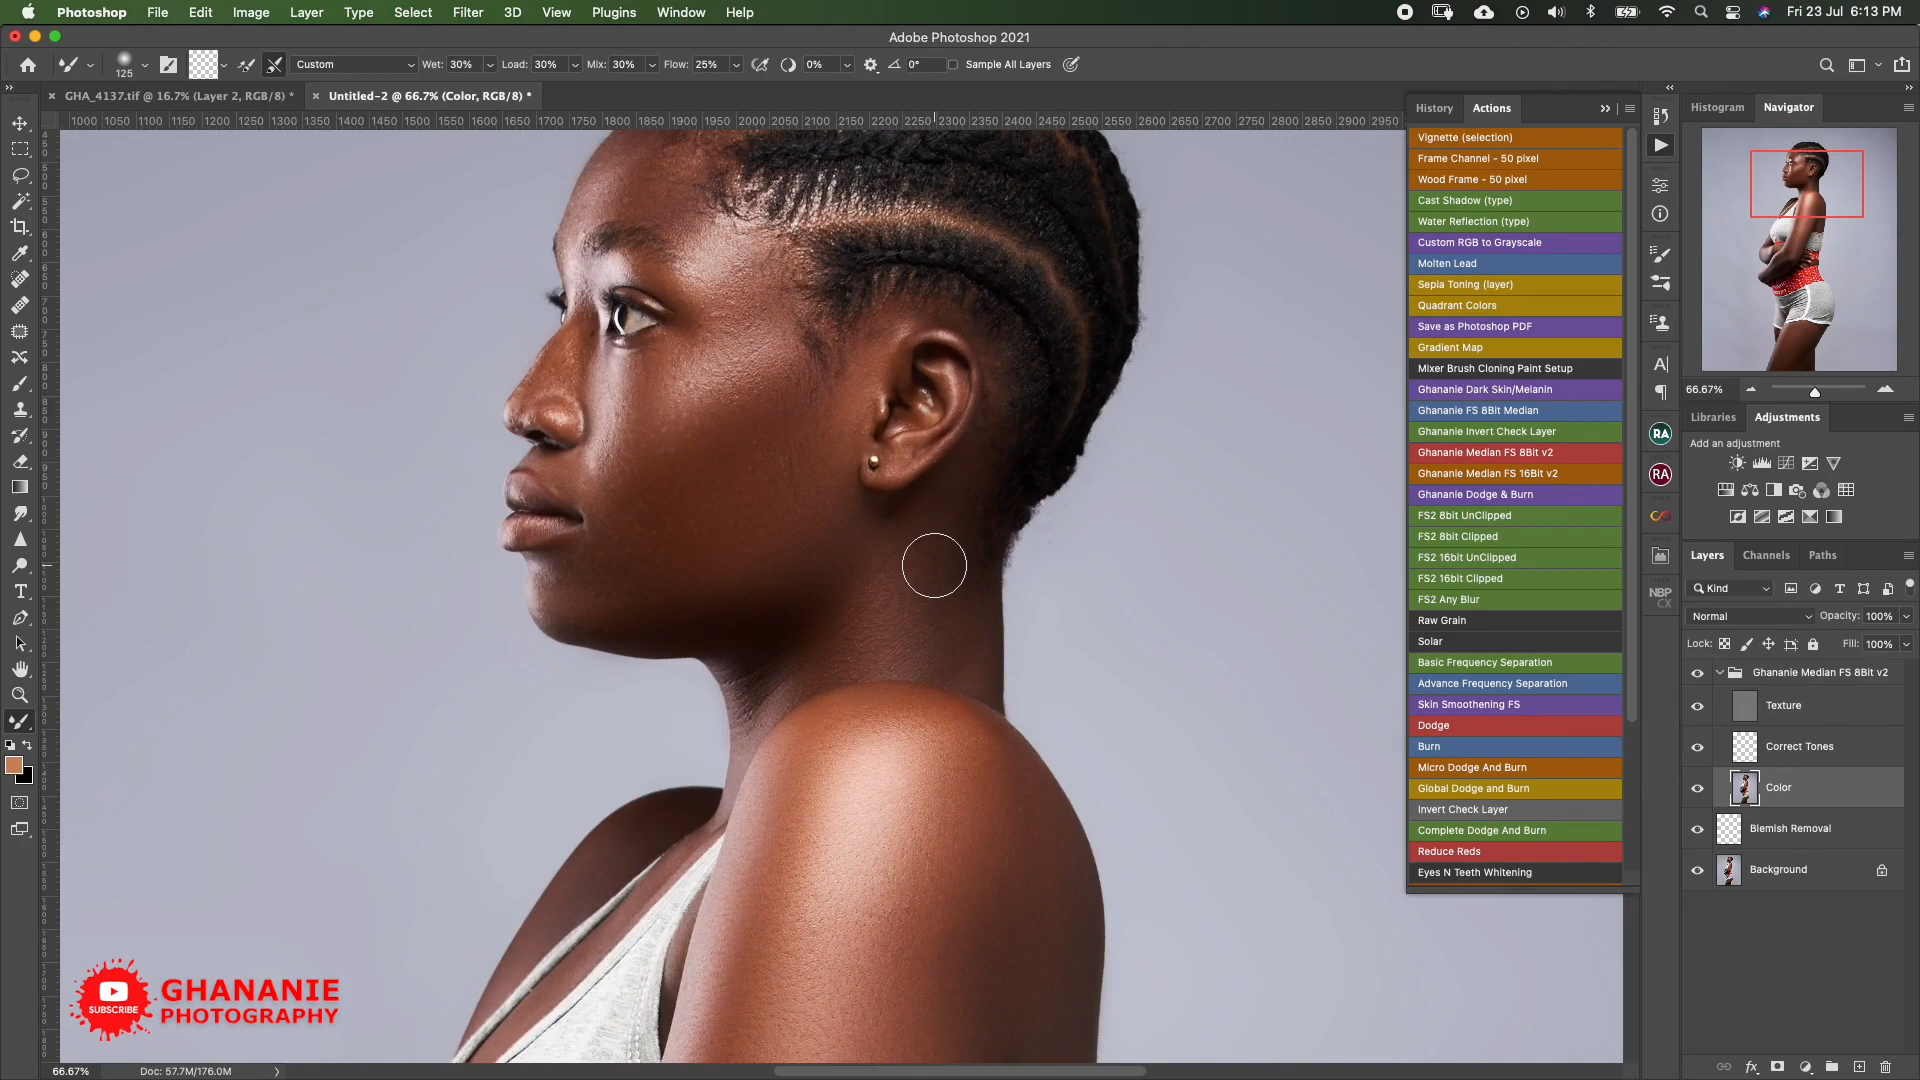 Photoshop File Edit Image Layer Type Select Filter 3D View Plugins Window Help Fri 23 Jul 6:13 PM
Adobe Photoshop 2021
125 Custom Wet: 30% Load: 30% Mix: 30% Flow: 25% 0% 0° Sample All Layers
GHA_4137.tif @ 16.7% (Layer 2, RGB/8) * Untitled-2 @ 66.7% (Color, RGB/8) *
1000 1050 1100 1150 1200 1250 1300 1350 1400 1450 1500 1550 1600 1650 1700 1750 1800 1850 1900 1950 2000 2050 2100 2150 2200 2250 2300 2350 2400 2450 2500 2550 2600 2650 2700 2750 2800 2850 2900 2950
History Actions
Vignette (selection)
Frame Channel - 50 pixel
Wood Frame - 50 pixel
Cast Shadow (type)
Water Reflection (type)
Custom RGB to Grayscale
Molten Lead
Sepia Toning (layer)
Quadrant Colors
Save as Photoshop PDF
Gradient Map
Mixer Brush Cloning Paint Setup
Ghananie Dark Skin/Melanin
Ghananie FS 8Bit Median
Ghananie Invert Check Layer
Ghananie Median FS 8Bit v2
Ghananie Median FS 16Bit v2
Ghananie Dodge & Burn
FS2 8bit UnClipped
FS2 8bit Clipped
FS2 16bit UnClipped
FS2 16bit Clipped
FS2 Any Blur
Raw Grain
Solar
Basic Frequency Separation
Advance Frequency Separation
Skin Smoothening FS
Dodge
Burn
Micro Dodge And Burn
Global Dodge and Burn
Invert Check Layer
Complete Dodge And Burn
Reduce Reds
Eyes N Teeth Whitening
RA
RA
NBP
CX
Histogram Navigator
66.67%
Libraries Adjustments
Add an adjustment
Layers Channels Paths
Kind
Normal Opacity: 100%
Lock: Fill: 100%
Ghananie Median FS 8Bit v2
Texture
Correct Tones
Color
Blemish Removal
Background
SUBSCRIBE
GHANANIE
PHOTOGRAPHY
66.67% Doc: 57.7M/176.0M